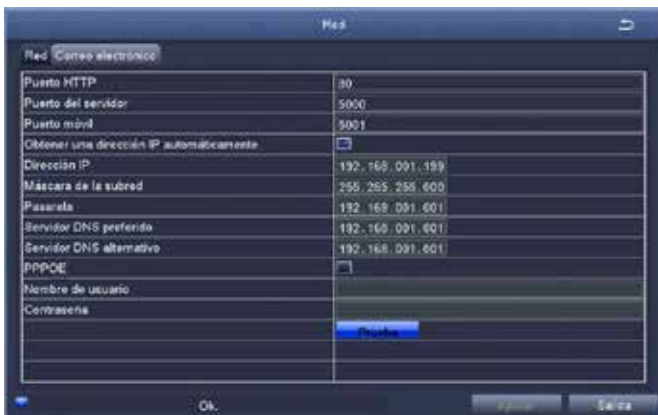 Red
Red Correo electrónico
Puerto HTTP 80
Puerto del servidor 5000
Puerto móvil 5001
Obtener una dirección IP automáticamente
Dirección IP 192.168.001.199
Máscara de la subred 255.255.255.000
Pasarela 192.168.001.001
Servidor DNS preferido 192.168.001.001
Servidor DNS alternativo 192.168.001.001
PPPOE
Nombre de usuario
Contraseña
Prueba
Ok. Salida